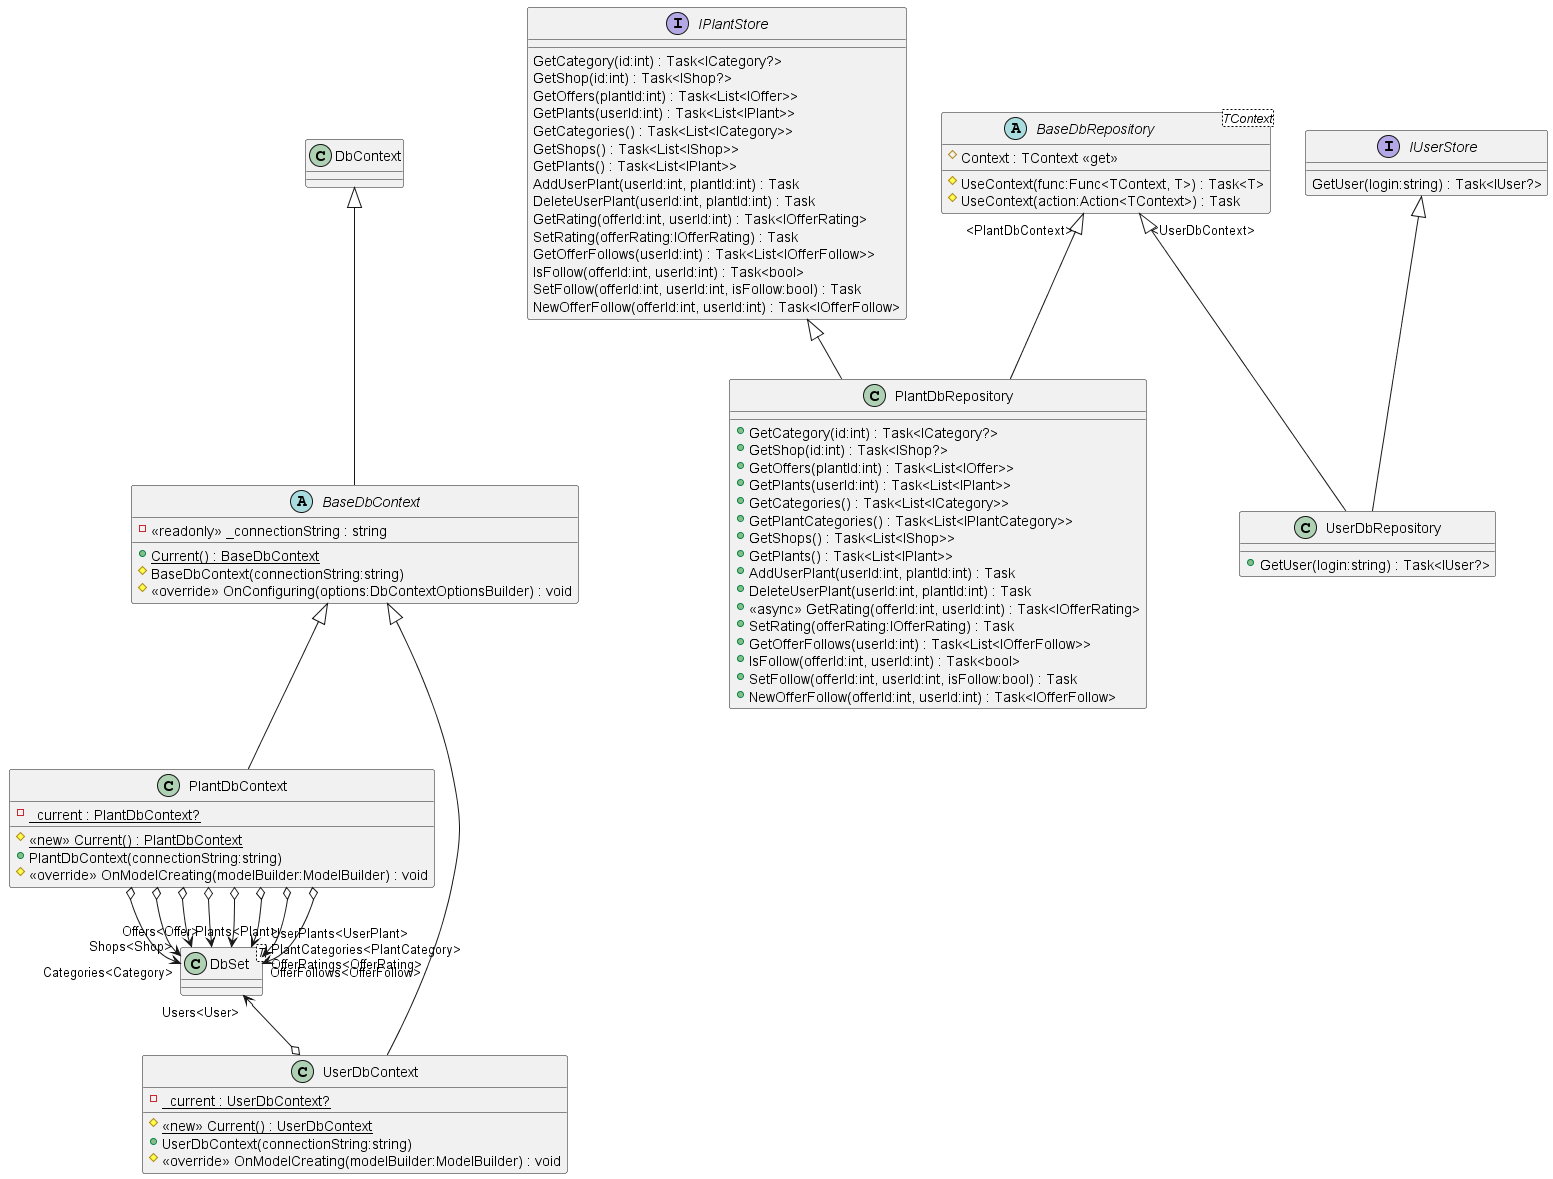 IPlantStore
GetCategory(id:int) : Task<ICategory?>
GetShop(id:int) : Task<IShop?>
GetOffers(plantId:int) : Task<List<IOffer>>
GetPlants(userId:int) : Task<List<IPlant>>
GetCategories() : Task<List<ICategory>>
GetShops() : Task<List<IShop>>
GetPlants() : Task<List<IPlant>>
AddUserPlant(userId:int, plantId:int) : Task
DeleteUserPlant(userId:int, plantId:int) : Task
GetRating(offerId:int, userId:int) : Task<IOfferRating>
SetRating(offerRating:IOfferRating) : Task
GetOfferFollows(userId:int) : Task<List<IOfferFollow>>
IsFollow(offerId:int, userId:int) : Task<bool>
SetFollow(offerId:int, userId:int, isFollow:bool) : Task
NewOfferFollow(offerId:int, userId:int) : Task<IOfferFollow>
TContext
BaseDbRepository
Context : TContext «get»
UseContext(func:Func<TContext, T>) : Task<T>
UseContext(action:Action<TContext>) : Task
IUserStore
GetUser(login:string) : Task<IUser?>
DbContext
<PlantDbContext>
<UserDbContext>
PlantDbRepository
GetCategory(id:int) : Task<ICategory?>
GetShop(id:int) : Task<IShop?>
GetOffers(plantId:int) : Task<List<IOffer>>
GetPlants(userId:int) : Task<List<IPlant>>
GetCategories() : Task<List<ICategory>>
GetPlantCategories() : Task<List<IPlantCategory>>
GetShops() : Task<List<IShop>>
GetPlants() : Task<List<IPlant>>
AddUserPlant(userId:int, plantId:int) : Task
DeleteUserPlant(userId:int, plantId:int) : Task
«async» GetRating(offerId:int, userId:int) : Task<IOfferRating>
SetRating(offerRating:IOfferRating) : Task
GetOfferFollows(userId:int) : Task<List<IOfferFollow>>
IsFollow(offerId:int, userId:int) : Task<bool>
SetFollow(offerId:int, userId:int, isFollow:bool) : Task
NewOfferFollow(offerId:int, userId:int) : Task<IOfferFollow>
UserDbRepository
GetUser(login:string) : Task<IUser?>
BaseDbContext
«readonly» _connectionString : string
Current() : BaseDbContext
BaseDbContext(connectionString:string)
«override» OnConfiguring(options:DbContextOptionsBuilder) : void
PlantDbContext
_current : PlantDbContext?
«new» Current() : PlantDbContext
PlantDbContext(connectionString:string)
«override» OnModelCreating(modelBuilder:ModelBuilder) : void
Offers<Offer>
Plants<Plant>
UserPlants<UserPlant>
Shops<Shop>
PlantCategories<PlantCategory>
OfferRatings<OfferRating>
Categories<Category>
OfferFollows<OfferFollow>
T
DbSet
Users<User>
UserDbContext
_current : UserDbContext?
«new» Current() : UserDbContext
UserDbContext(connectionString:string)
«override» OnModelCreating(modelBuilder:ModelBuilder) : void